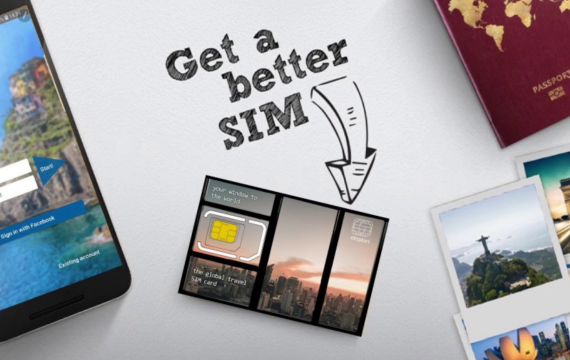 Get a
better
SIM
Start
Sign in with Facebook
Existing account
your window to
the world
the global travel
SIM card
PASSPORT